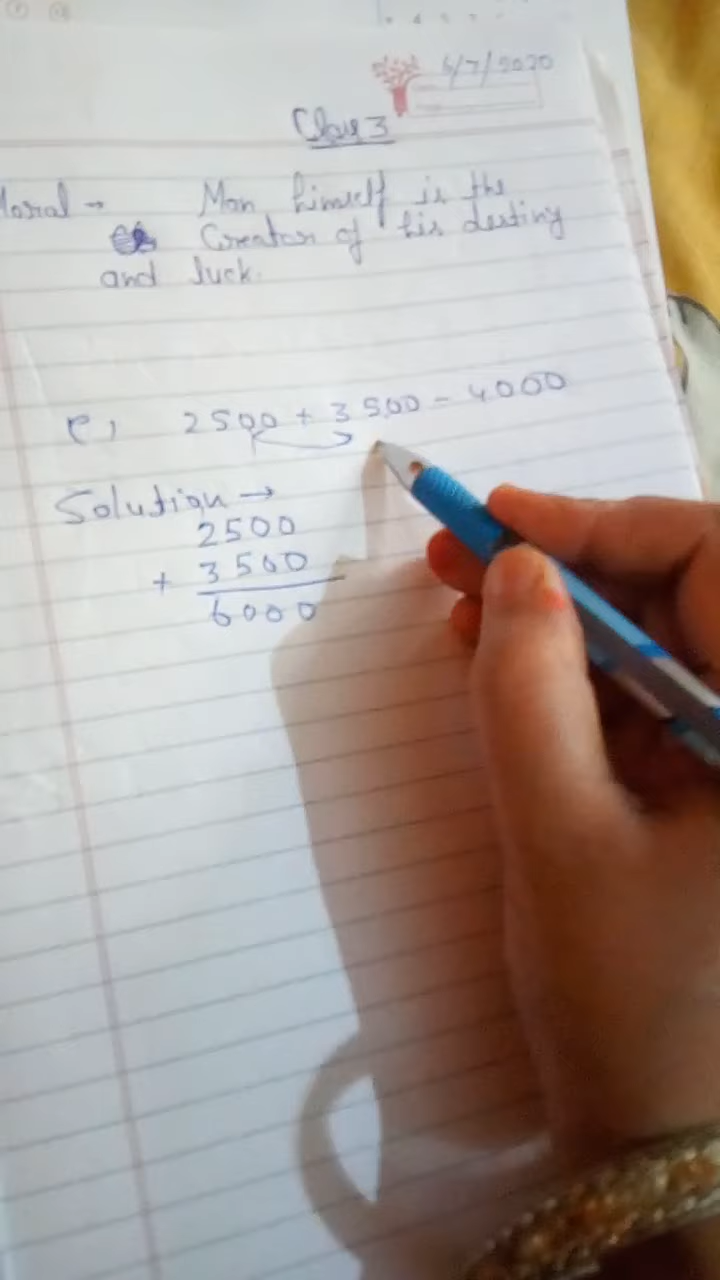 6/7/2020
Class 3
Moral → Man himself is the
Creator of his destiny
and luck.
e) 2500 + 3500 - 4000
Solution →
2500
+ 3500
6000